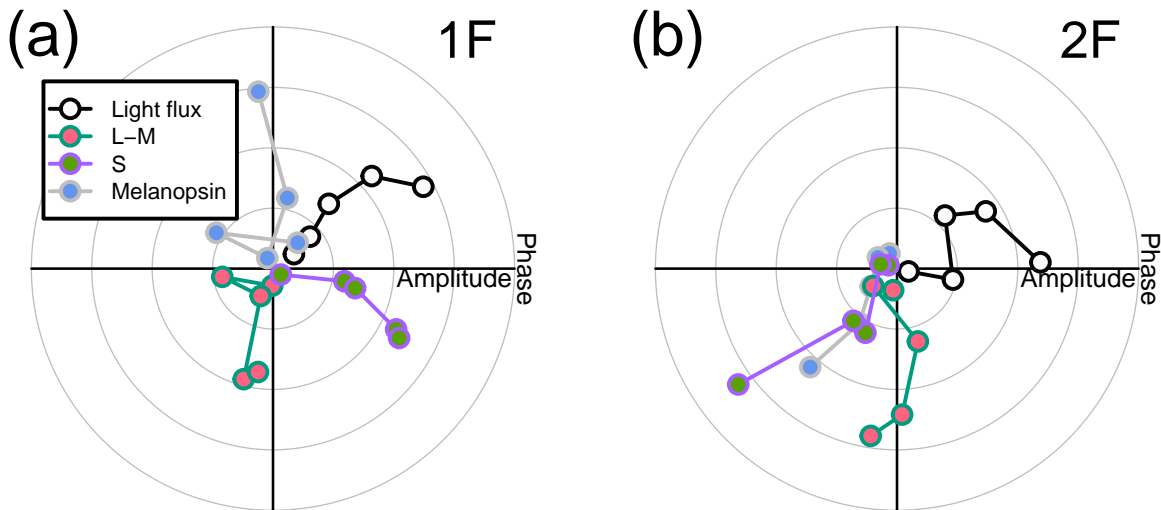 (a)
1F
Light flux
L−M
S
Melanopsin
Amplitude
Phase
(b)
2F
Amplitude
Phase